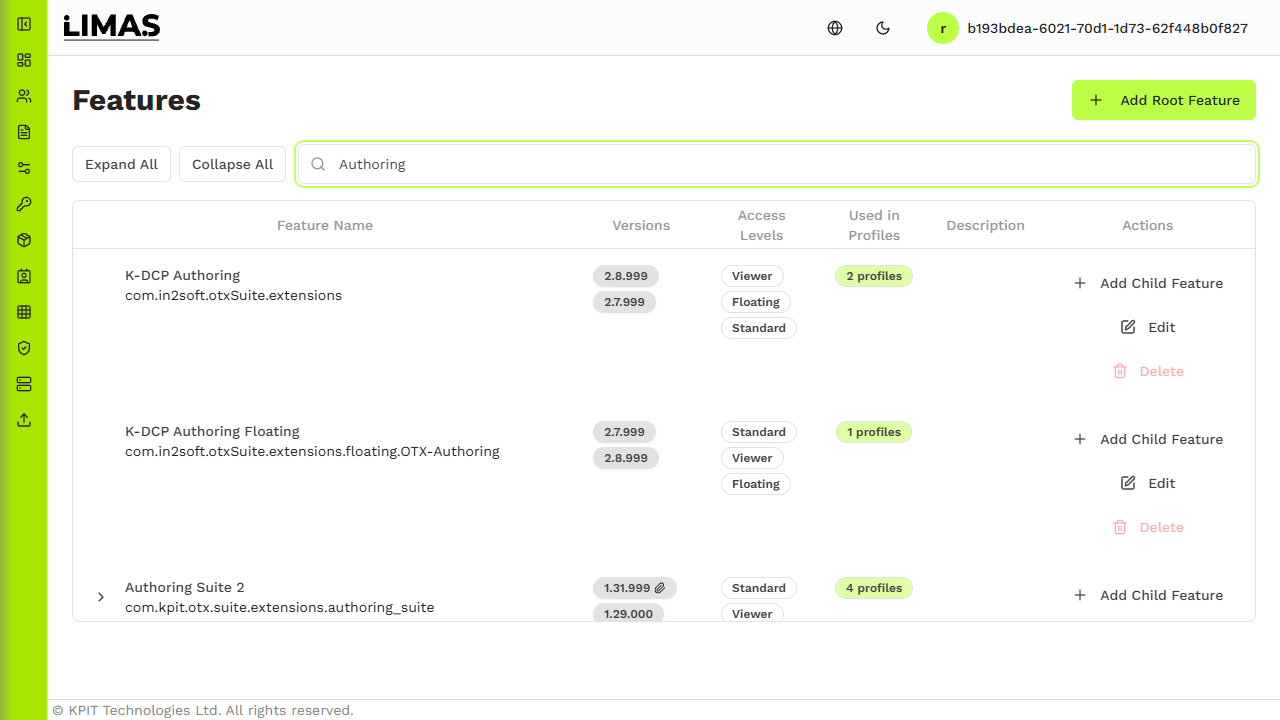 LIMAS
r b193bdea-6021-70d1-1d73-62f448b0f827
Features
Add Root Feature
Expand All Collapse All Authoring
Feature Name Versions Access Levels Used in Profiles Description Actions
K-DCP Authoring
com.in2soft.otxSuite.extensions
2.8.999
2.7.999
Viewer
Floating
Standard
2 profiles
Add Child Feature
Edit
Delete
K-DCP Authoring Floating
com.in2soft.otxSuite.extensions.floating.OTX-Authoring
2.7.999
2.8.999
Standard
Viewer
Floating
1 profiles
Add Child Feature
Edit
Delete
Authoring Suite 2
com.kpit.otx.suite.extensions.authoring_suite
1.31.999
1.29.000
Standard
Viewer
4 profiles
Add Child Feature
© KPIT Technologies Ltd. All rights reserved.